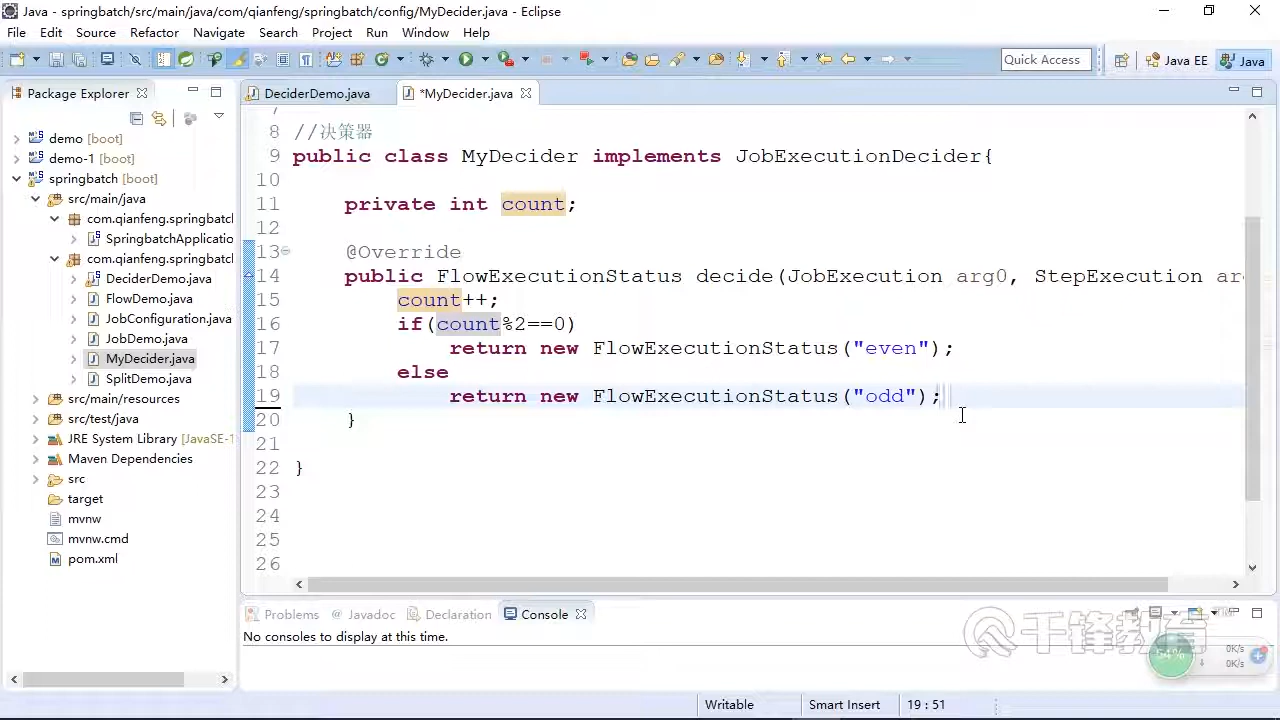 Java - springbatch/src/main/java/com/qianfeng/springbatch/config/MyDecider.java - Eclipse
File Edit Source Refactor Navigate Search Project Run Window Help
Quick Access
Java EE
Java
Package Explorer
demo [boot]
demo-1 [boot]
springbatch [boot]
src/main/java
com.qianfeng.springbatch
SpringbatchApplicatio
com.qianfeng.springbatch
DeciderDemo.java
FlowDemo.java
JobConfiguration.java
JobDemo.java
MyDecider.java
SplitDemo.java
src/main/resources
src/test/java
JRE System Library [JavaSE-1
Maven Dependencies
src
target
mvnw
mvnw.cmd
pom.xml
DeciderDemo.java
*MyDecider.java
7
8 //决策器
9 public class MyDecider implements JobExecutionDecider{
10
11 private int count;
12
13 @Override
14 public FlowExecutionStatus decide(JobExecution arg0, StepExecution ar
15 count++;
16 if(count%2==0)
17 return new FlowExecutionStatus("even");
18 else
19 return new FlowExecutionStatus("odd");
20 }
21
22 }
23
24
25
26
Problems @ Javadoc Declaration Console
No consoles to display at this time.
千锋教育
54%
0K/s
0K/s
Writable
Smart Insert
19 : 51